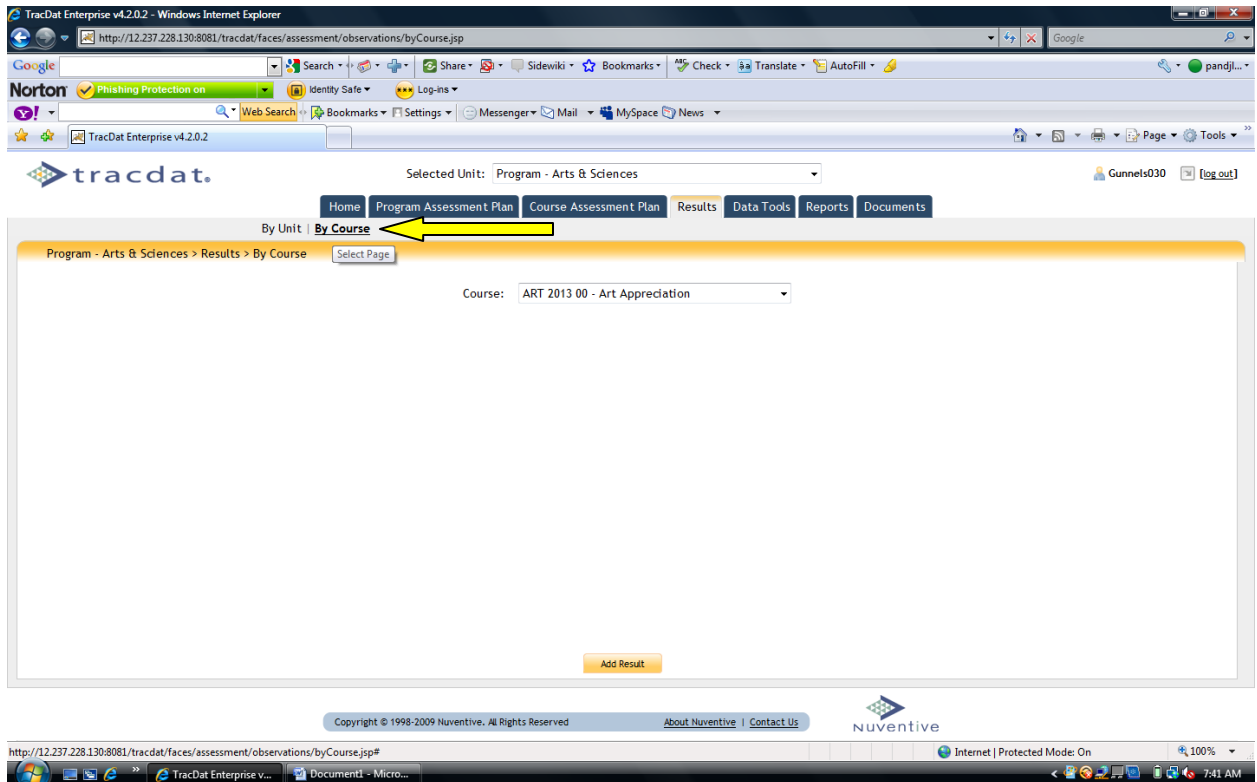 TracDat Enterprise v4.2.0.2 - Windows Internet Explorer
http://12.237.228.130:8081/tracdat/faces/assessment/observations/byCourse.jsp
Google
Google Search Share Sidewiki Bookmarks Check Translate AutoFill pandjl...
Norton Phishing Protection on Identity Safe Log-ins
Y! Web Search Bookmarks Settings Messenger Mail MySpace News
TracDat Enterprise v4.2.0.2 Page Tools
tracdat. Selected Unit: Program - Arts & Sciences Gunnels030 [log out]
Home Program Assessment Plan Course Assessment Plan Results Data Tools Reports Documents
By Unit | By Course
Program - Arts & Sciences > Results > By Course Select Page
Course: ART 2013 00 - Art Appreciation
Add Result
Copyright © 1998-2009 Nuventive. All Rights Reserved About Nuventive | Contact Us nuventive
http://12.237.228.130:8081/tracdat/faces/assessment/observations/byCourse.jsp# Internet | Protected Mode: On 100%
TracDat Enterprise v... Document1 - Micro... 7:41 AM